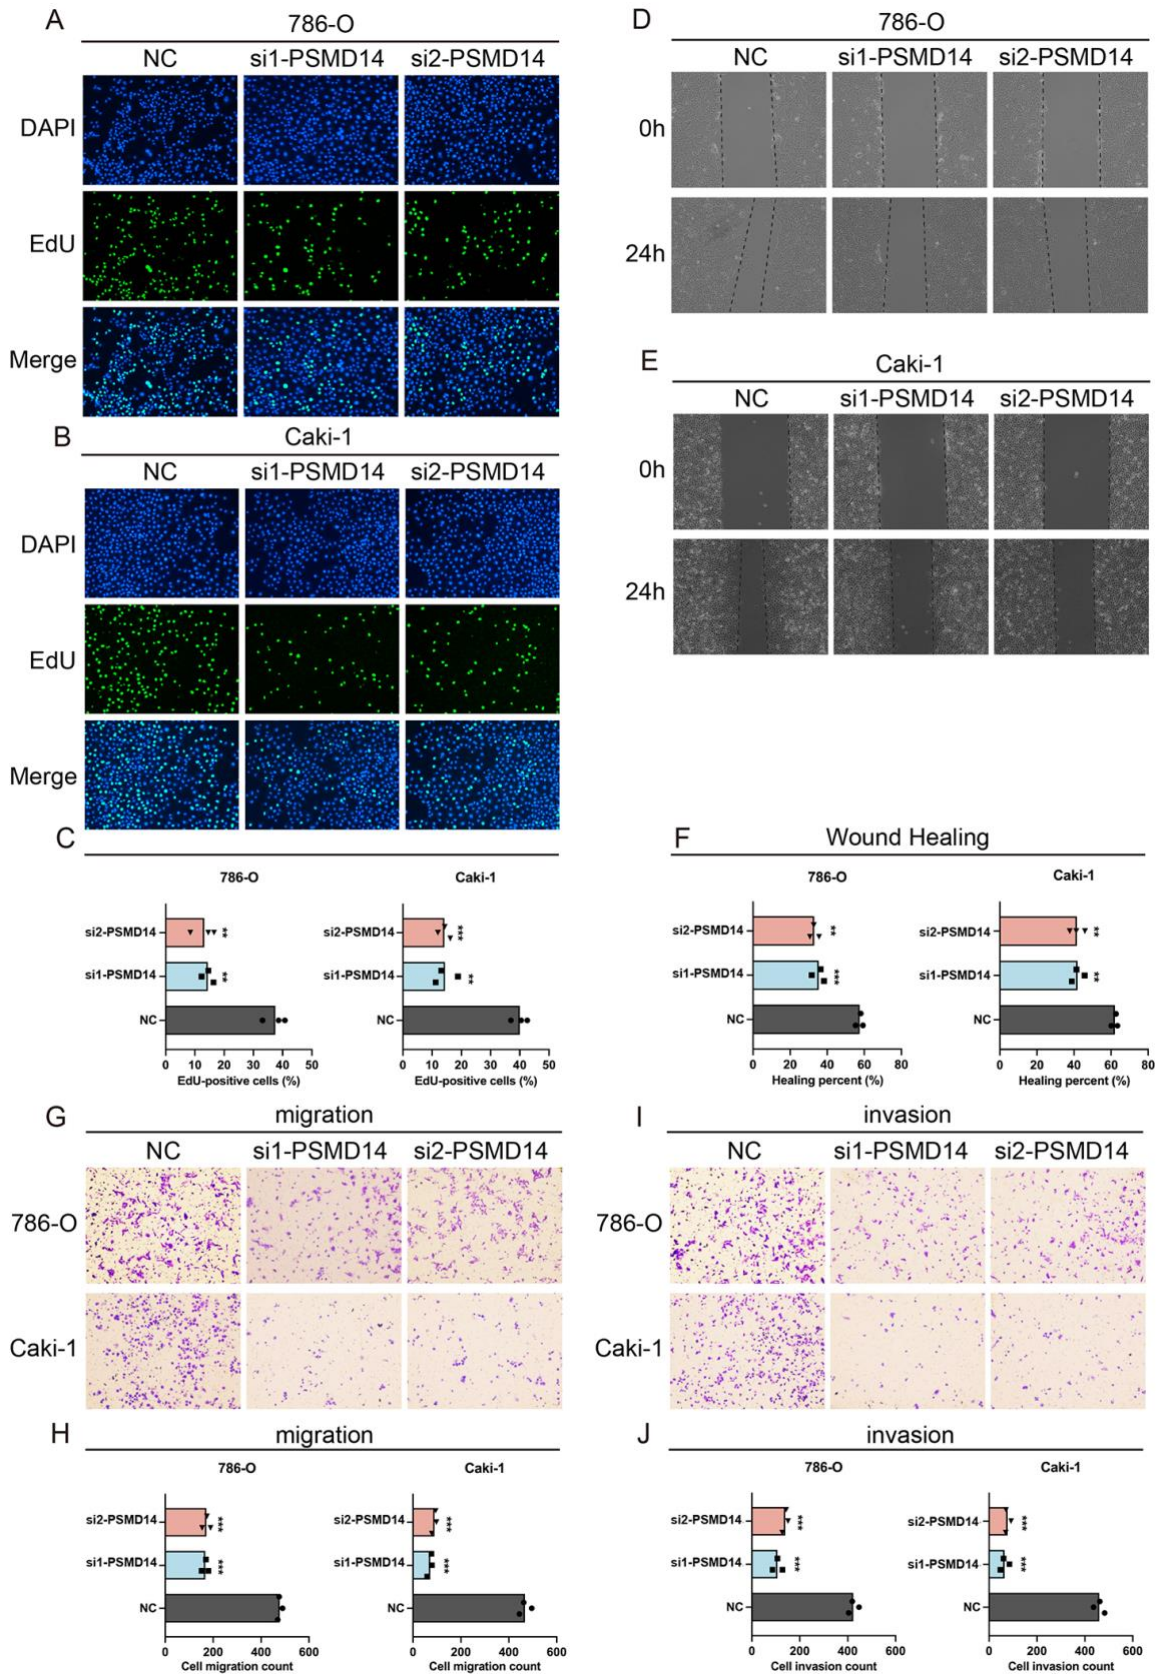 A
786-O
NC si1-PSMD14 si2-PSMD14
DAPI
EdU
Merge
B
Caki-1
NC si1-PSMD14 si2-PSMD14
DAPI
EdU
Merge
C
786-O
si2-PSMD14 **
si1-PSMD14 **
NC
0 10 20 30 40 50
EdU-positive cells (%)
Caki-1
si2-PSMD14 ***
si1-PSMD14 **
NC
0 10 20 30 40 50
EdU-positive cells (%)
D
786-O
NC si1-PSMD14 si2-PSMD14
0h
24h
E
Caki-1
NC si1-PSMD14 si2-PSMD14
0h
24h
F Wound Healing
786-O
si2-PSMD14 **
si1-PSMD14 ***
NC
0 20 40 60 80
Healing percent (%)
Caki-1
si2-PSMD14 **
si1-PSMD14 **
NC
0 20 40 60 80
Healing percent (%)
G migration
NC si1-PSMD14 si2-PSMD14
786-O
Caki-1
H migration
786-O
si2-PSMD14 ***
si1-PSMD14 ***
NC
0 200 400 600
Cell migration count
Caki-1
si2-PSMD14 ***
si1-PSMD14 ***
NC
0 200 400 600
Cell migration count
I invasion
NC si1-PSMD14 si2-PSMD14
786-O
Caki-1
J invasion
786-O
si2-PSMD14 ***
si1-PSMD14 ***
NC
0 200 400 600
Cell invasion count
Caki-1
si2-PSMD14 ***
si1-PSMD14 ***
NC
0 200 400 600
Cell invasion count